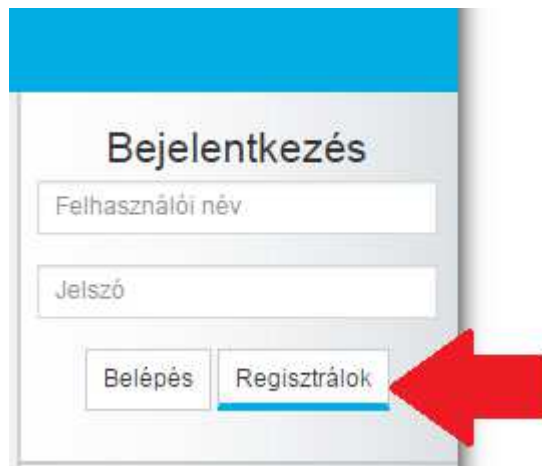 Bejelentkezés
Felhasználói név
Jelszó
Belépés Regisztrálok